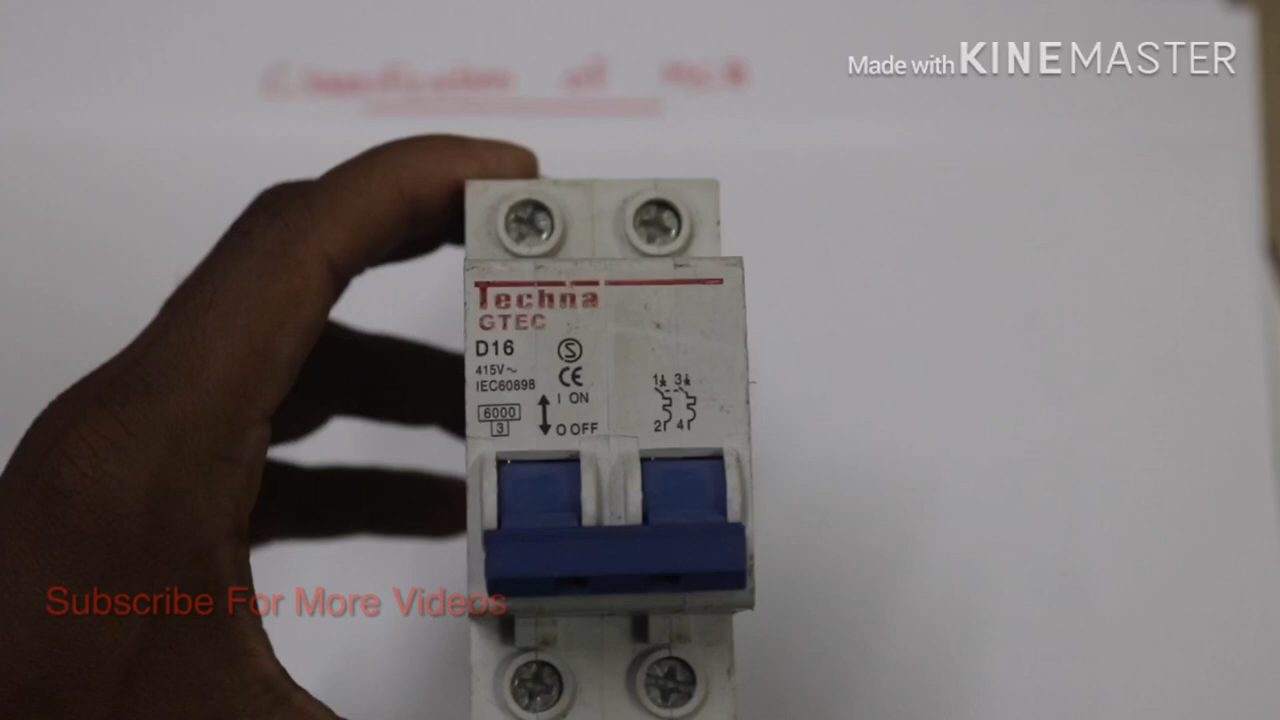 Made with KINEMASTER
Techna
GTEC
D16
415V~
IEC60898
6000
3
S
CE
I ON
O OFF
1 3
2 4
Subscribe For More Videos